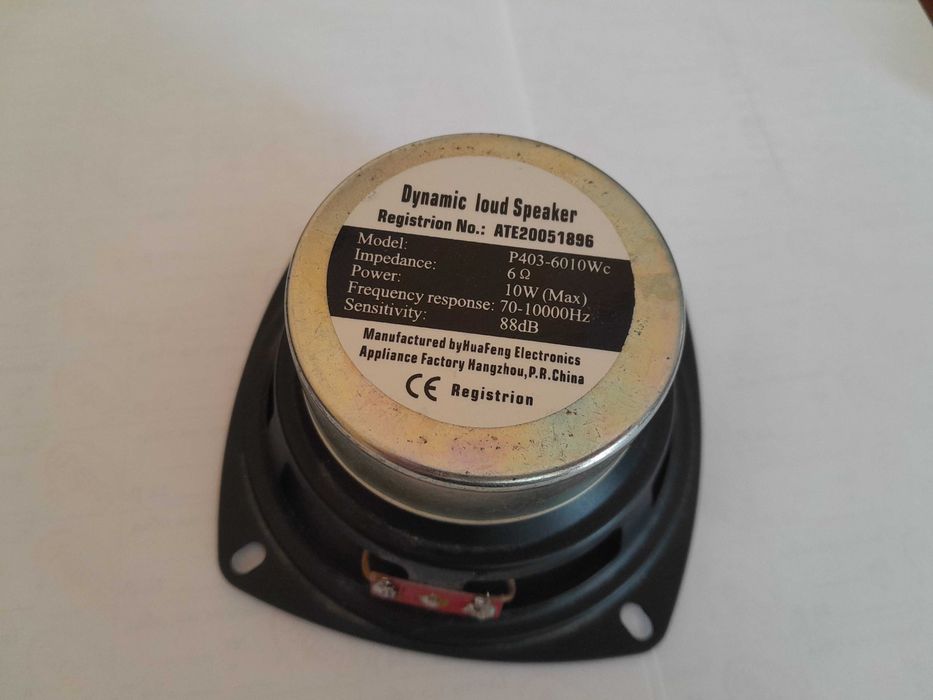 Dynamic loud Speaker
Registrion No.: ATE20051896
Model: P403-6010Wc
Impedance: 6 Ω
Power: 10W (Max)
Frequency response: 70-10000Hz
Sensitivity: 88dB
Manufactured byHuaFeng Electronics
Appliance Factory Hangzhou,P.R.China
CE Registrion